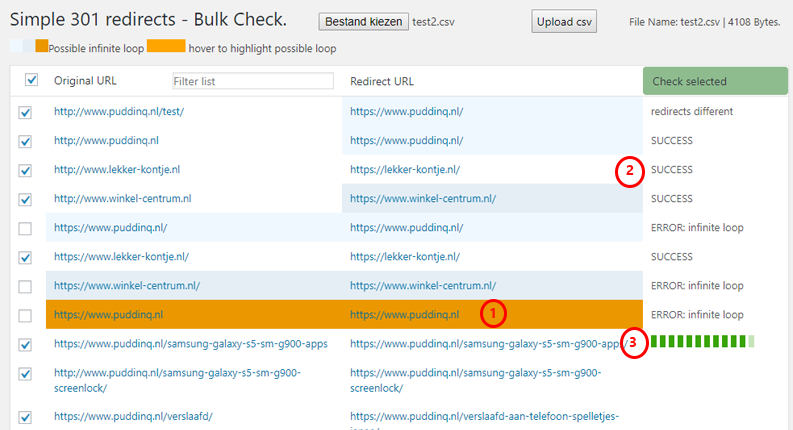 Simple 301 redirects - Bulk Check.
Bestand kiezen test2.csv
Upload csv
File Name: test2.csv | 4108 Bytes.
Possible infinite loop hover to highlight possible loop
Original URL Filter list Redirect URL Check selected
http://www.puddinq.nl/test/ https://www.puddinq.nl/ redirects different
http://www.puddinq.nl https://www.puddinq.nl/ SUCCESS
https://www.lekker-kontje.nl https://lekker-kontje.nl/ 2 SUCCESS
http://www.winkel-centrum.nl https://www.winkel-centrum.nl/ SUCCESS
https://www.puddinq.nl/ https://www.puddinq.nl/ ERROR: infinite loop
https://www.lekker-kontje.nl/ https://lekker-kontje.nl/ SUCCESS
https://www.winkel-centrum.nl/ https://www.winkel-centrum.nl/ ERROR: infinite loop
https://www.puddinq.nl https://www.puddinq.nl 1 ERROR: infinite loop
https://www.puddinq.nl/samsung-galaxy-s5-sm-g900-apps https://www.puddinq.nl/samsung-galaxy-s5-sm-g900-apps/ 3
http://www.puddinq.nl/samsung-galaxy-s5-sm-g900- https://www.puddinq.nl/samsung-galaxy-s5-sm-g900-
screenlock/ screenlock/
http://www.puddinq.nl/verslaafd/ https://www.puddinq.nl/verslaafd-aan-telefoon-spelletjes-